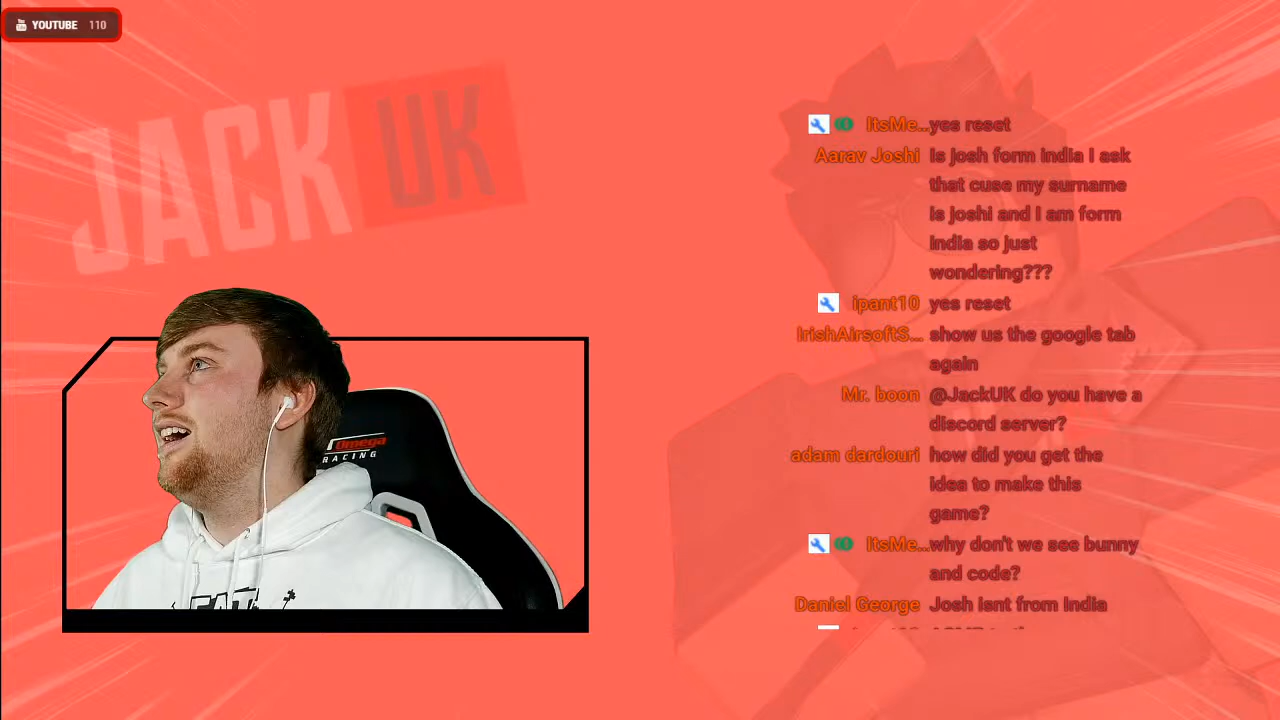 YOUTUBE 110
JACK UK
ItsMe.. yes reset
Aarav Joshi Is josh form india I ask
that cuse my surname
is joshi and I am form
india so just
wondering???
ipant10 yes reset
IrishAirsoftS... show us the google tab
again
Mr. boon @JackUK do you have a
discord server?
adam dardouri how did you get the
idea to make this
game?
ItsMe.. why don't we see bunny
and code?
Daniel George Josh isnt from India
Omega
RACING